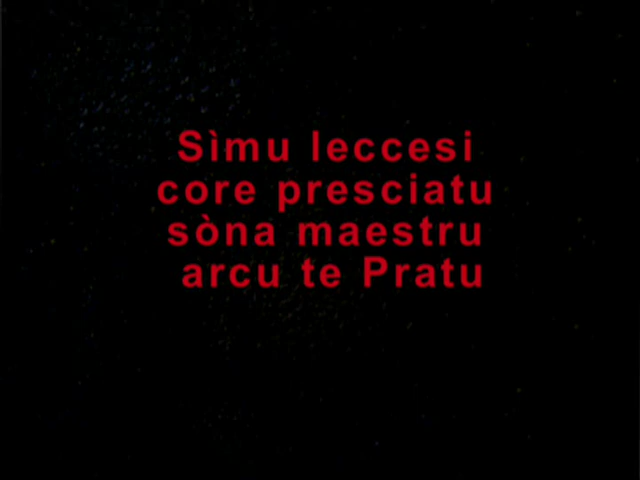 Sìmu leccesi
core presciatu
sòna maestru
arcu te Pratu